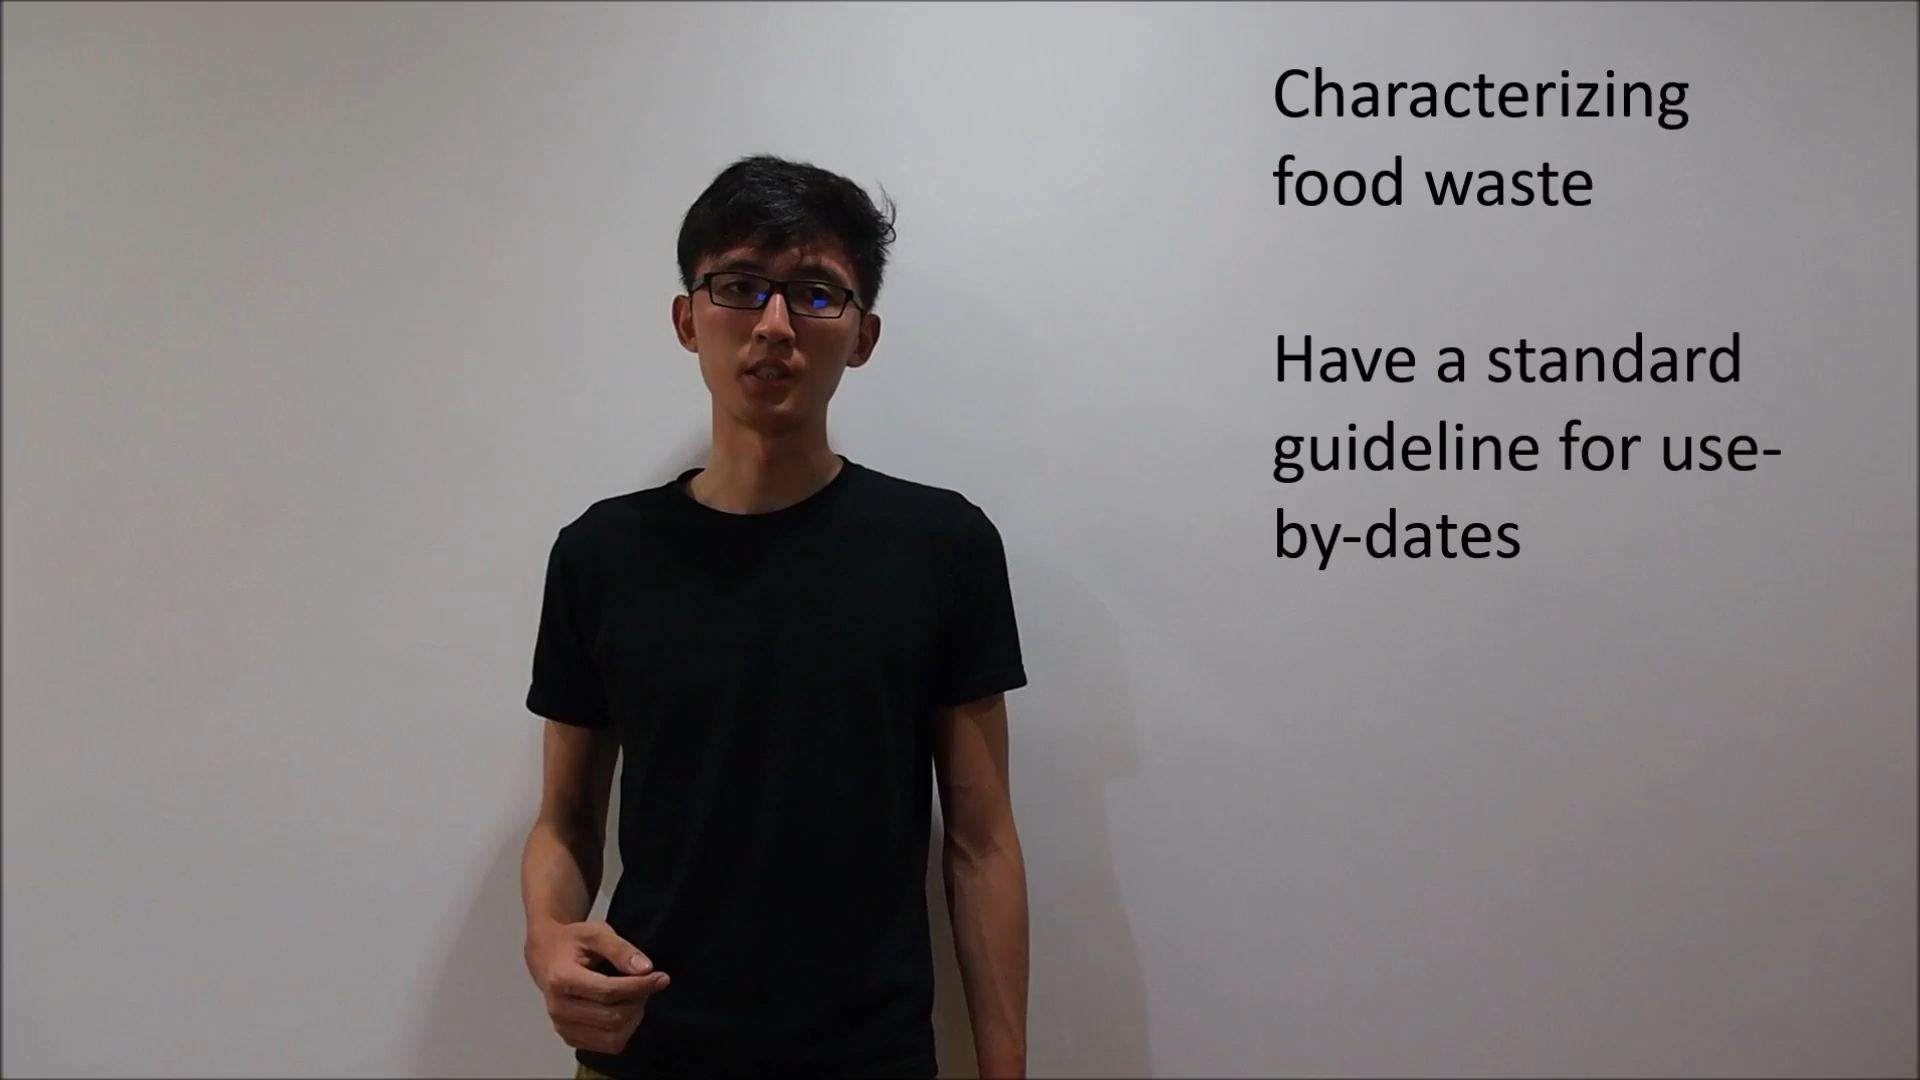 Characterizing
food waste
Have a standard
guideline for use-
by-dates